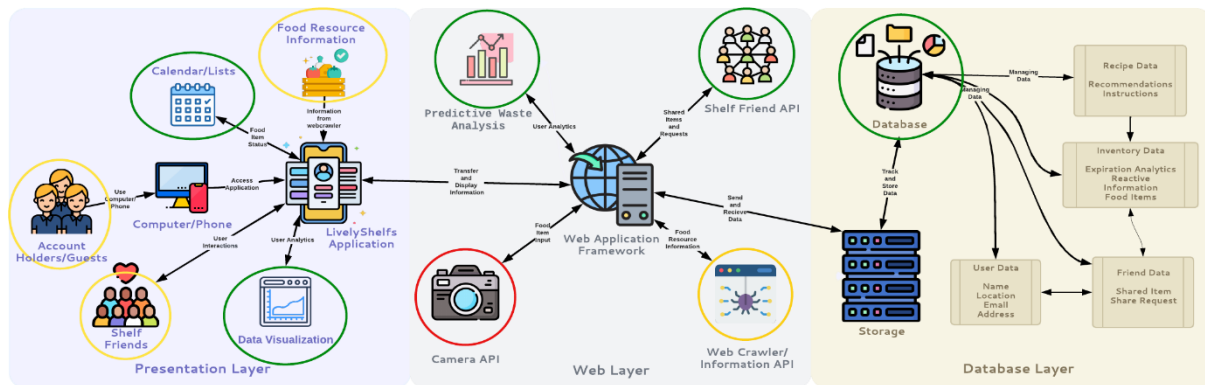 Food Resource
Information
Calendar/Lists
Information
from
webcrawler
Food
Item
Status
Use
Computer/
Phone
Access
Application
Account
Holders/Guests
Computer/Phone
LivelyShelfs
Application
User
Interactions
User Analytics
Shelf
Friends
Data Visualization
Presentation Layer
Transfer
and
Display
Information
Predictive Waste
Analysis
User Analytics
Shelf Friend API
Shared
Items
and
Requests
Web Application
Framework
Food
Item
Input
Food
Resource
Information
Camera API
Web Crawler/
Information API
Web Layer
Send
and
Recieve
Data
Database
Managing
Data
Managing
Data
Track
and
Store
Data
Storage
Recipe Data
Recommendations
Instructions
Inventory Data
Expiration Analytics
Reactive
Information
Food Items
User Data
Name
Location
Email
Address
Friend Data
Shared Item
Share Request
Database Layer